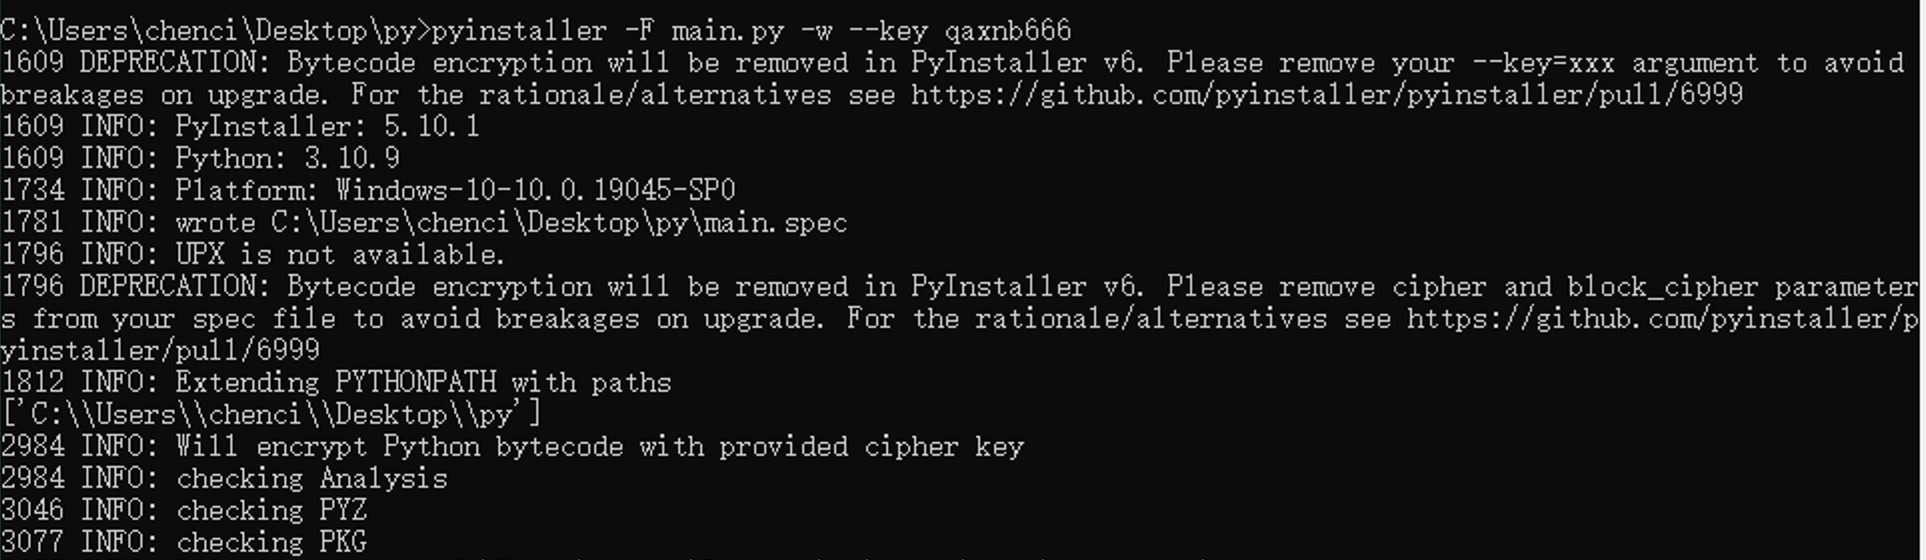 C:\Users\chenci\Desktop\py>pyinstaller -F main.py -w --key qaxnb666
1609 DEPRECATION: Bytecode encryption will be removed in PyInstaller v6. Please remove your --key=xxx argument to avoid
breakages on upgrade. For the rationale/alternatives see https://github.com/pyinstaller/pyinstaller/pull/6999
1609 INFO: PyInstaller: 5.10.1
1609 INFO: Python: 3.10.9
1734 INFO: Platform: Windows-10-10.0.19045-SP0
1781 INFO: wrote C:\Users\chenci\Desktop\py\main.spec
1796 INFO: UPX is not available.
1796 DEPRECATION: Bytecode encryption will be removed in PyInstaller v6. Please remove cipher and block_cipher parameter
s from your spec file to avoid breakages on upgrade. For the rationale/alternatives see https://github.com/pyinstaller/p
yinstaller/pull/6999
1812 INFO: Extending PYTHONPATH with paths
['C:\\Users\\chenci\\Desktop\\py']
2984 INFO: Will encrypt Python bytecode with provided cipher key
2984 INFO: checking Analysis
3046 INFO: checking PYZ
3077 INFO: checking PKG